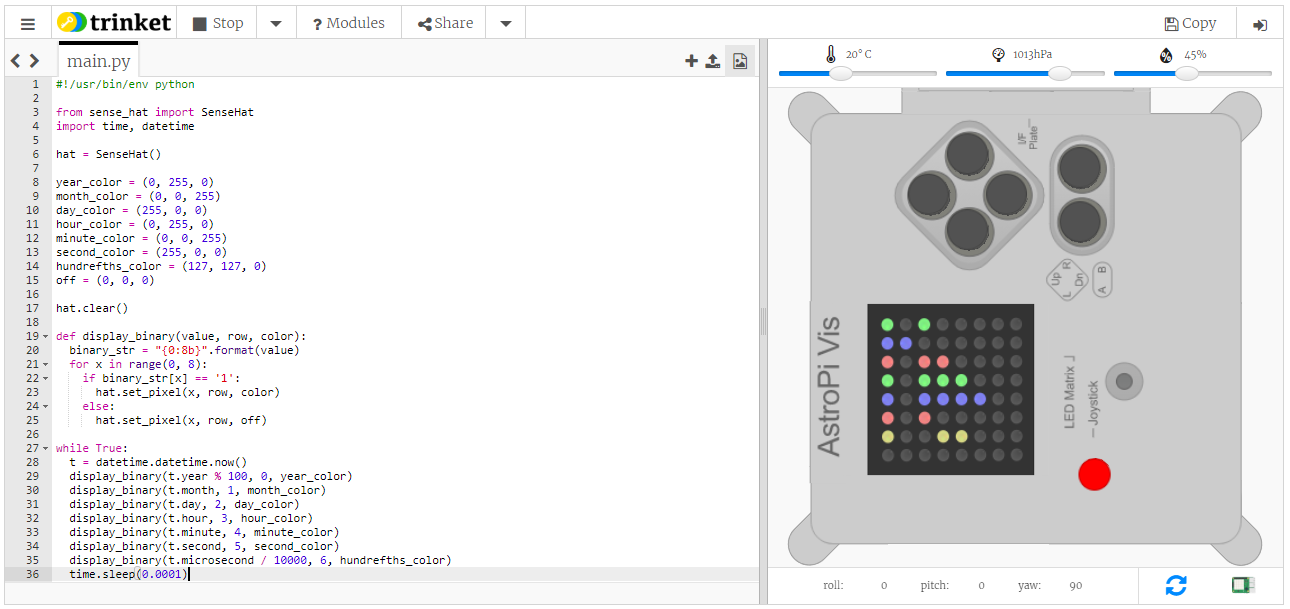 trinket Stop ? Modules Share Copy
main.py
20° C 1013hPa 45%
1 #!/usr/bin/env python
2
3 from sense_hat import SenseHat
4 import time, datetime
5
6 hat = SenseHat()
7
8 year_color = (0, 255, 0)
9 month_color = (0, 0, 255)
10 day_color = (255, 0, 0)
11 hour_color = (0, 255, 0)
12 minute_color = (0, 0, 255)
13 second_color = (255, 0, 0)
14 hundrefths_color = (127, 127, 0)
15 off = (0, 0, 0)
16
17 hat.clear()
18
19 def display_binary(value, row, color):
20 binary_str = "{0:8b}".format(value)
21 for x in range(0, 8):
22 if binary_str[x] == '1':
23 hat.set_pixel(x, row, color)
24 else:
25 hat.set_pixel(x, row, off)
26
27 while True:
28 t = datetime.datetime.now()
29 display_binary(t.year % 100, 0, year_color)
30 display_binary(t.month, 1, month_color)
31 display_binary(t.day, 2, day_color)
32 display_binary(t.hour, 3, hour_color)
33 display_binary(t.minute, 4, minute_color)
34 display_binary(t.second, 5, second_color)
35 display_binary(t.microsecond / 10000, 6, hundrefths_color)
36 time.sleep(0.0001)
I/F
Plate
Up R
L Dn
A B
AstroPi Vis
LED Matrix
Joystick
roll: 0 pitch: 0 yaw: 90